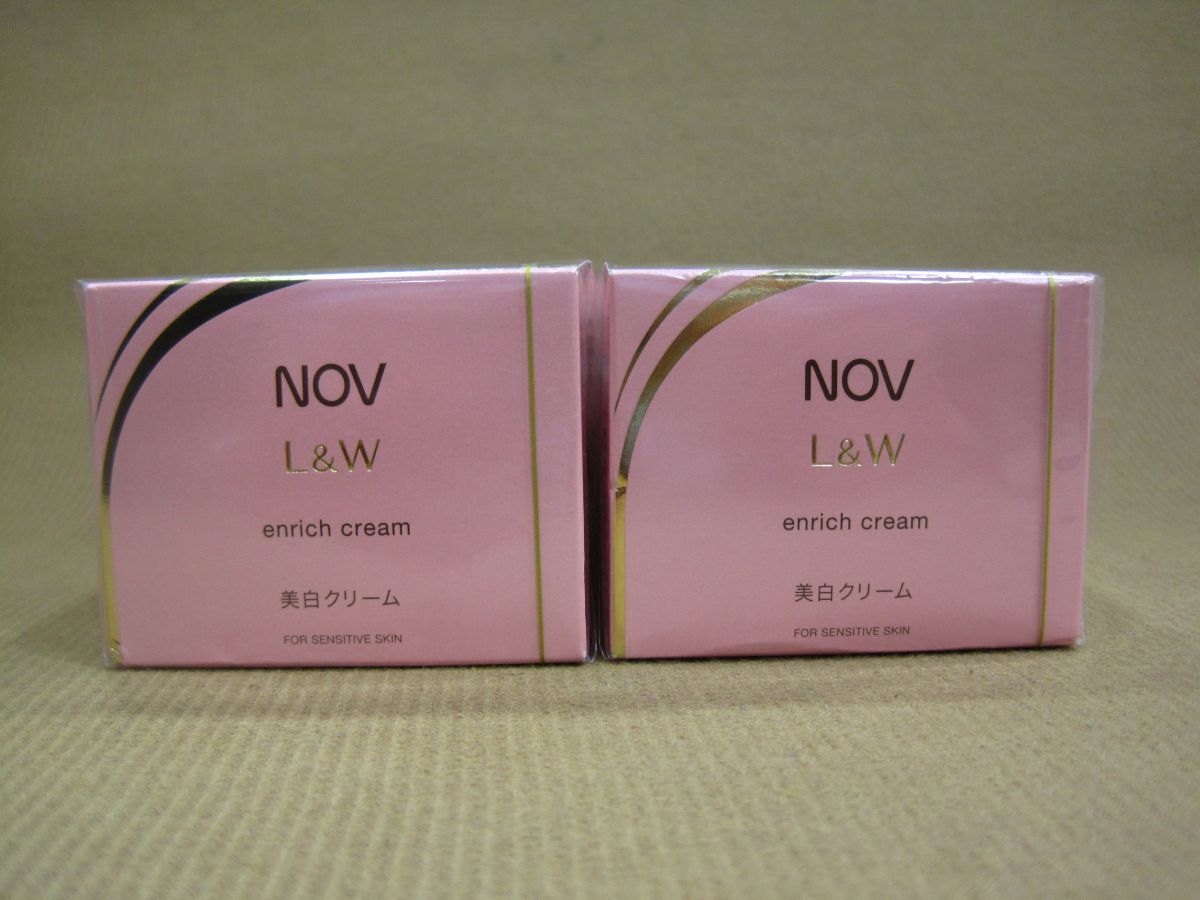 NOV
L&W
enrich cream
美白クリーム
FOR SENSITIVE SKIN
NOV
L&W
enrich cream
美白クリーム
FOR SENSITIVE SKIN